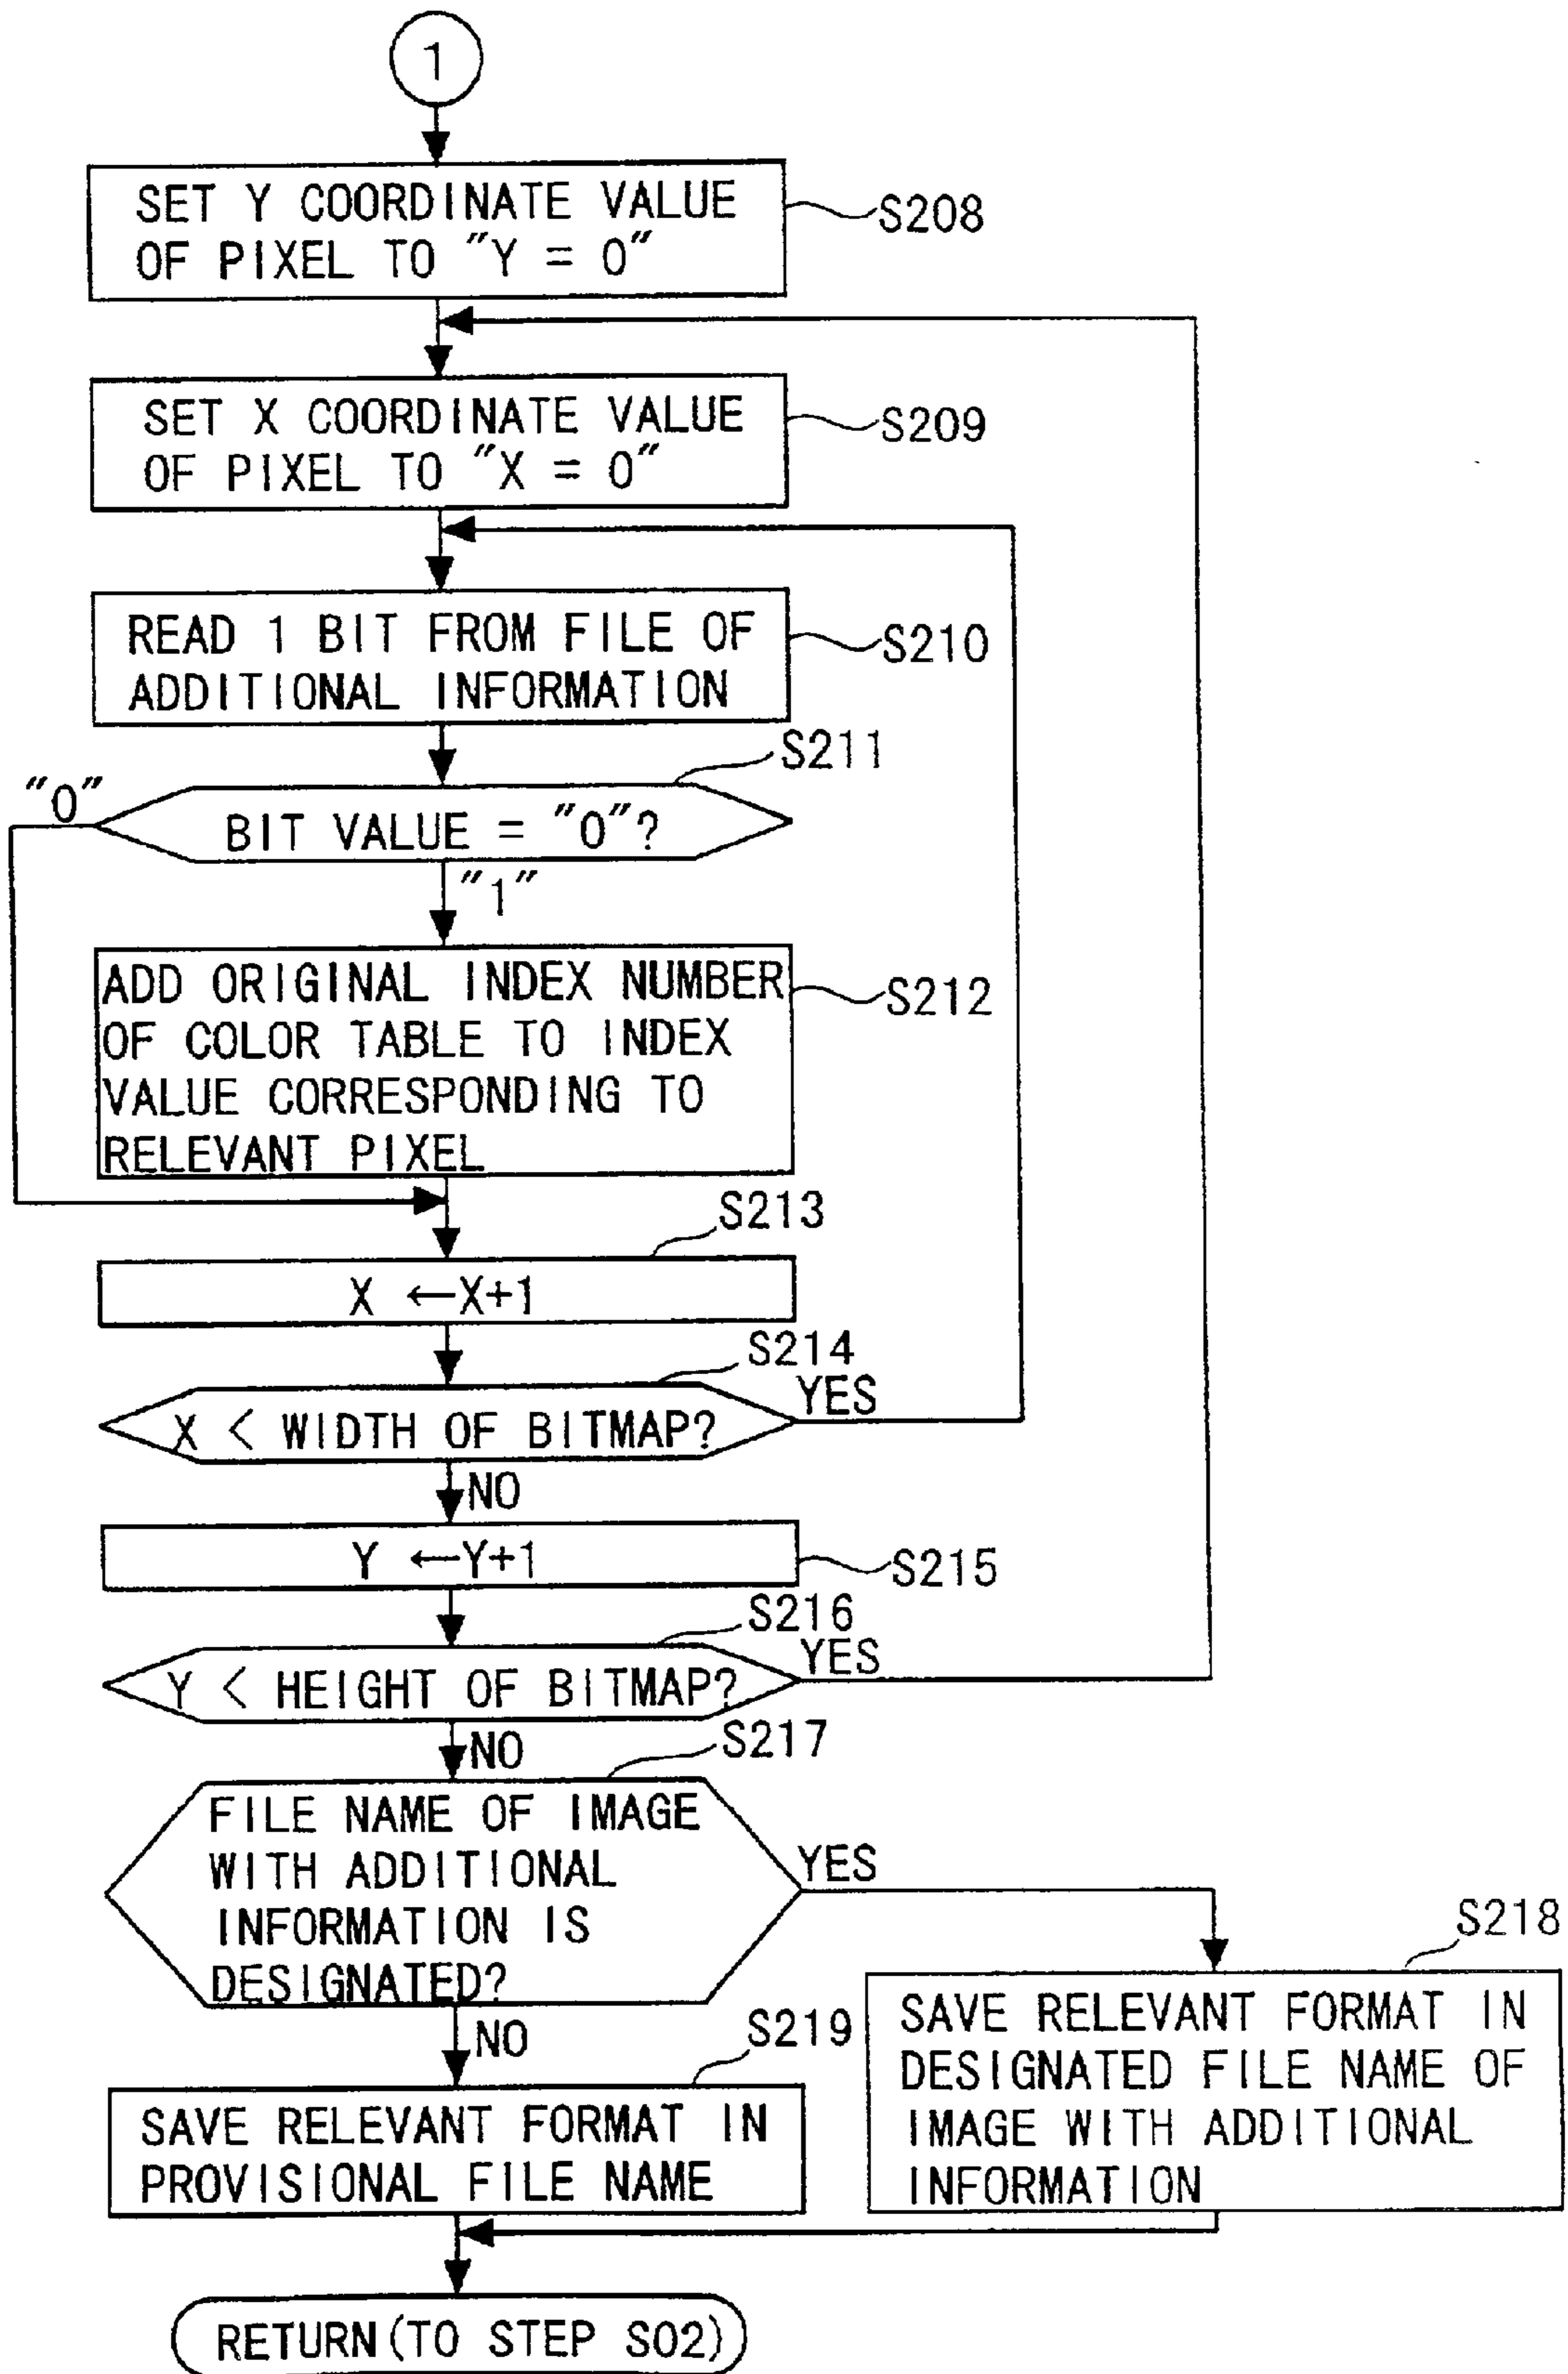 1
SET Y COORDINATE VALUE
OF PIXEL TO "Y = 0"
S208
SET X COORDINATE VALUE
OF PIXEL TO "X = 0"
S209
READ 1 BIT FROM FILE OF
ADDITIONAL INFORMATION
S210
S211
"0"
BIT VALUE = "0"?
"1"
ADD ORIGINAL INDEX NUMBER
OF COLOR TABLE TO INDEX
VALUE CORRESPONDING TO
RELEVANT PIXEL
S212
S213
X ←X+1
S214
X < WIDTH OF BITMAP?
YES
NO
Y ←Y+1
S215
S216
Y < HEIGHT OF BITMAP?
YES
NO
S217
FILE NAME OF IMAGE
WITH ADDITIONAL
INFORMATION IS
DESIGNATED?
YES
NO
S218
SAVE RELEVANT FORMAT IN
DESIGNATED FILE NAME OF
IMAGE WITH ADDITIONAL
INFORMATION
S219
SAVE RELEVANT FORMAT IN
PROVISIONAL FILE NAME
RETURN(TO STEP S02)